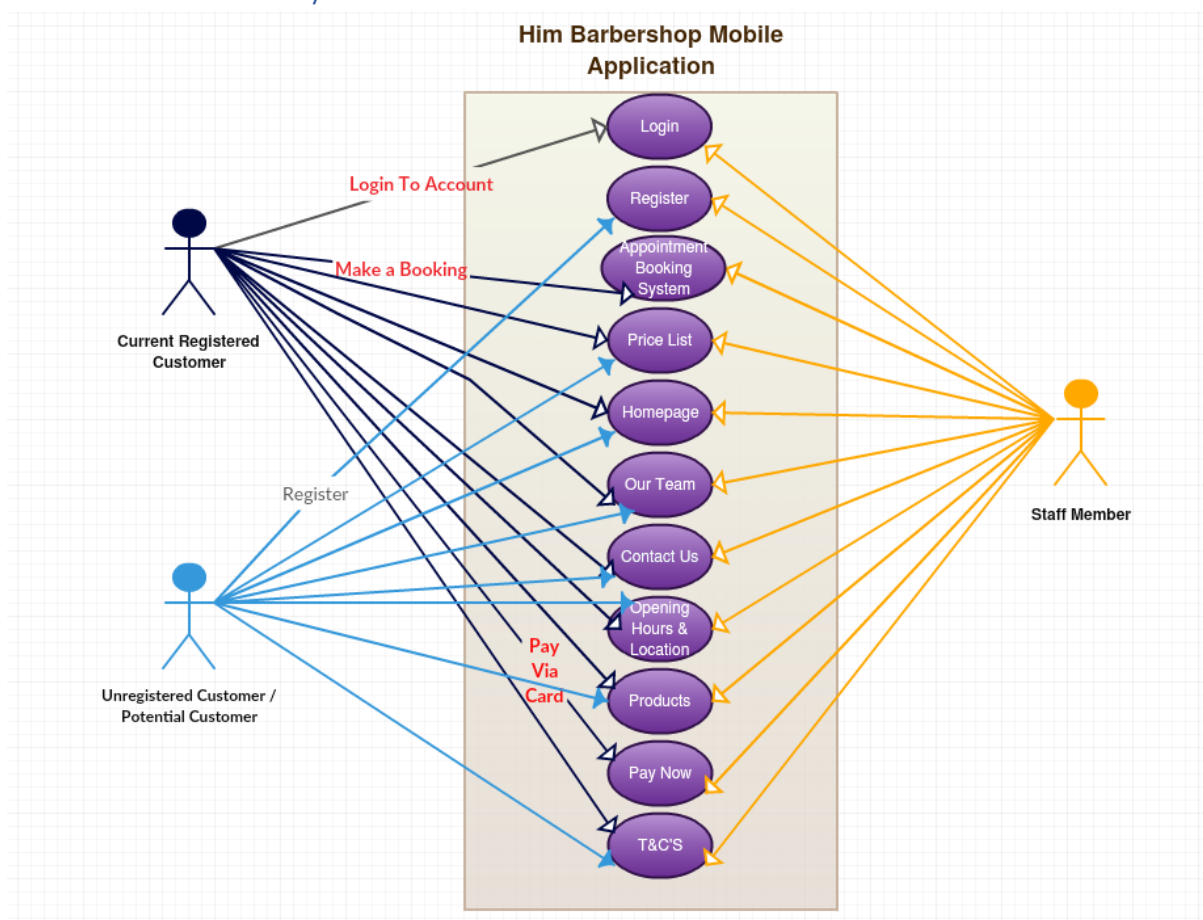 Him Barbershop Mobile
Application
Login
Login To Account
Register
Appointment
Booking
System
Make a Booking
Current Registered
Customer
Price List
Homepage
Our Team
Register
Staff Member
Contact Us
Opening
Hours &
Location
Pay
Via
Card
Unregistered Customer /
Potential Customer
Products
Pay Now
T&C'S